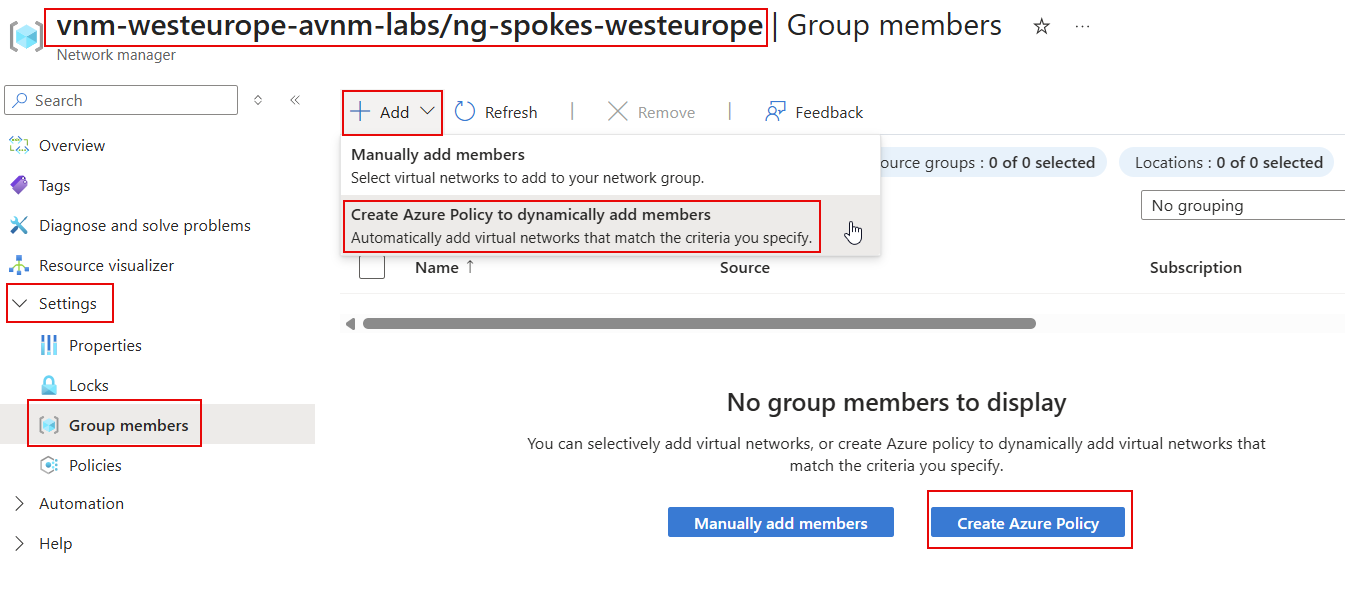 vnm-westeurope-avnm-labs/ng-spokes-westeurope | Group members
Network manager
Search
Overview
Tags
Diagnose and solve problems
Resource visualizer
Settings
Properties
Locks
Group members
Policies
Automation
Help
Add
Refresh
Remove
Feedback
Manually add members
Select virtual networks to add to your network group.
Create Azure Policy to dynamically add members
Automatically add virtual networks that match the criteria you specify.
ource groups : 0 of 0 selected
Locations : 0 of 0 selected
No grouping
Name ↑
Source
Subscription
No group members to display
You can selectively add virtual networks, or create Azure policy to dynamically add virtual networks that
match the criteria you specify.
Manually add members
Create Azure Policy